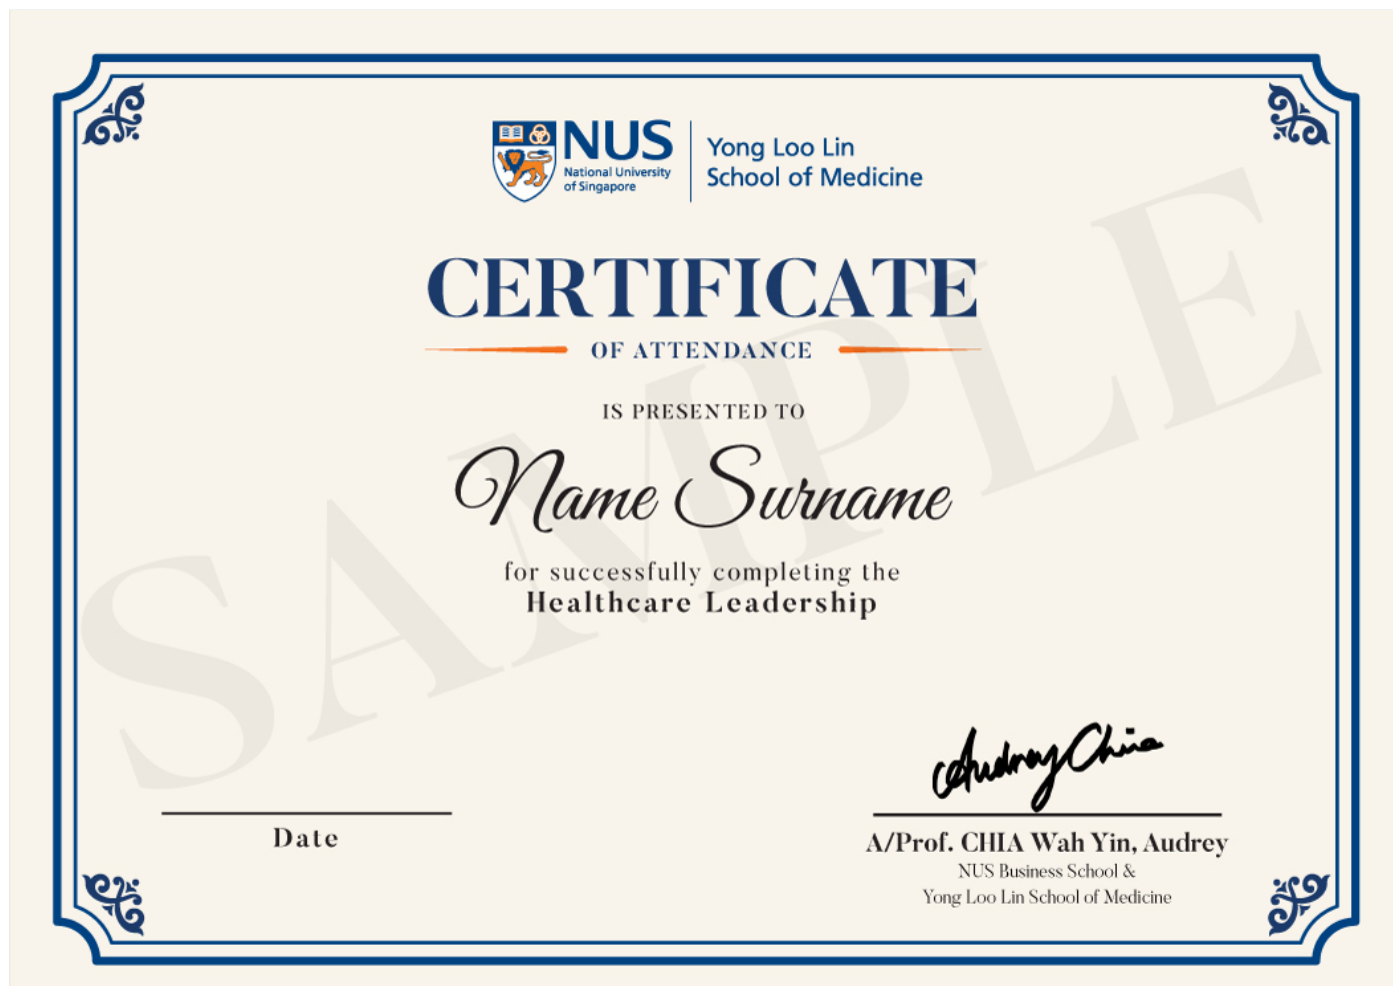 NUS
National University
of Singapore
Yong Loo Lin
School of Medicine
CERTIFICATE
OF ATTENDANCE
IS PRESENTED TO
Name Surname
for successfully completing the
Healthcare Leadership
SAMPLE
Audrey Chia
Date
A/Prof. CHIA Wah Yin, Audrey
NUS Business School &
Yong Loo Lin School of Medicine